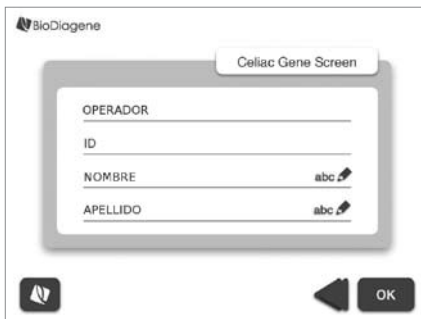 BioDiagene
Celiac Gene Screen
OPERADOR
ID
NOMBRE abc
APELLIDO abc
OK